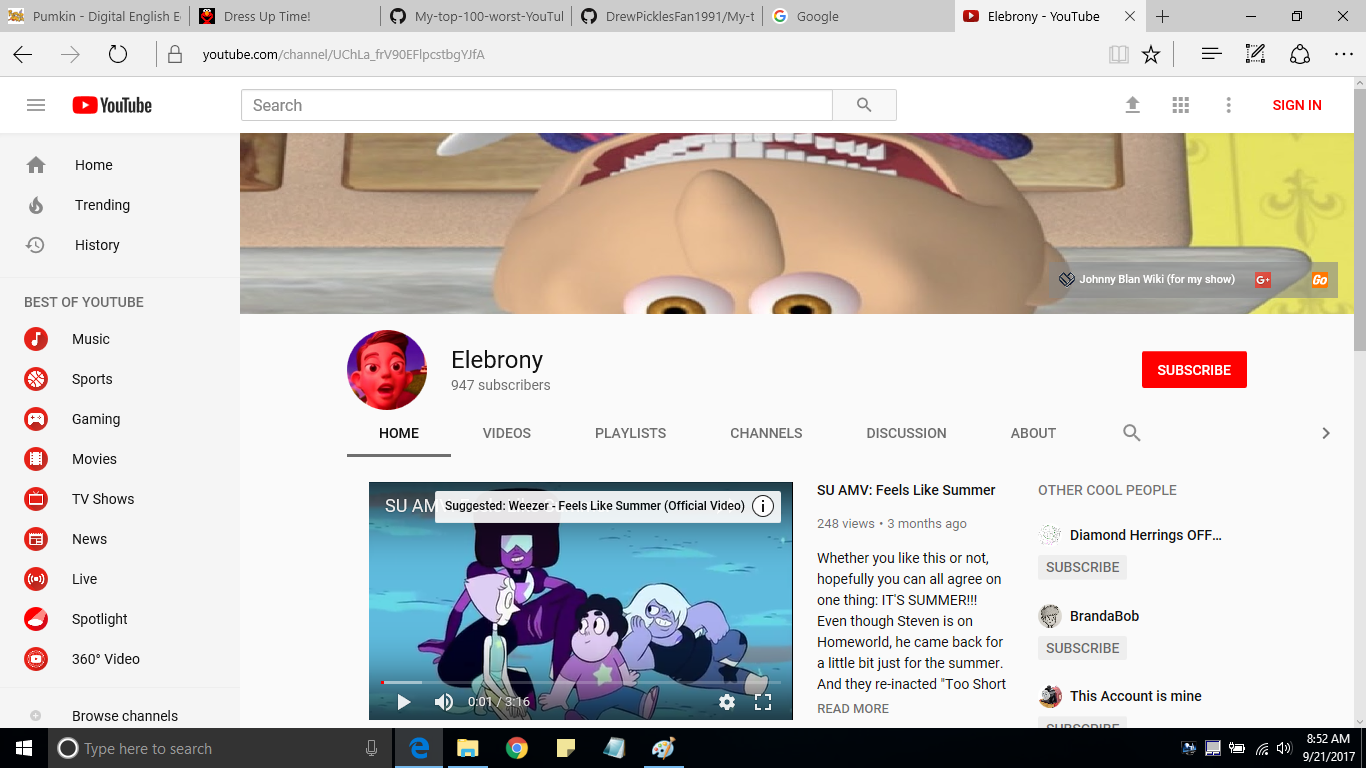 Pumkin - Digital English E
Dress Up Time!
My-top-100-worst-YouTul
DrewPicklesFan1991/My-t
Google
Elebrony - YouTube
youtube.com/channel/UChLa_frV90EFlpcstbgYJfA
YouTube
Search
SIGN IN
Home
Trending
History
BEST OF YOUTUBE
Music
Sports
Gaming
Movies
TV Shows
News
Live
Spotlight
360° Video
Browse channels
Johnny Blan Wiki (for my show)
G+
Go
Elebrony
947 subscribers
SUBSCRIBE
HOME
VIDEOS
PLAYLISTS
CHANNELS
DISCUSSION
ABOUT
SU AM
Suggested: Weezer - Feels Like Summer (Official Video)
0:01 / 3:16
SU AMV: Feels Like Summer
248 views • 3 months ago
Whether you like this or not,
hopefully you can all agree on
one thing: IT'S SUMMER!!!
Even though Steven is on
Homeworld, he came back for
a little bit just for the summer.
And they re-inacted "Too Short
READ MORE
OTHER COOL PEOPLE
Diamond Herrings OFF...
SUBSCRIBE
BrandaBob
SUBSCRIBE
This Account is mine
SUBSCRIBE
Type here to search
8:52 AM
9/21/2017